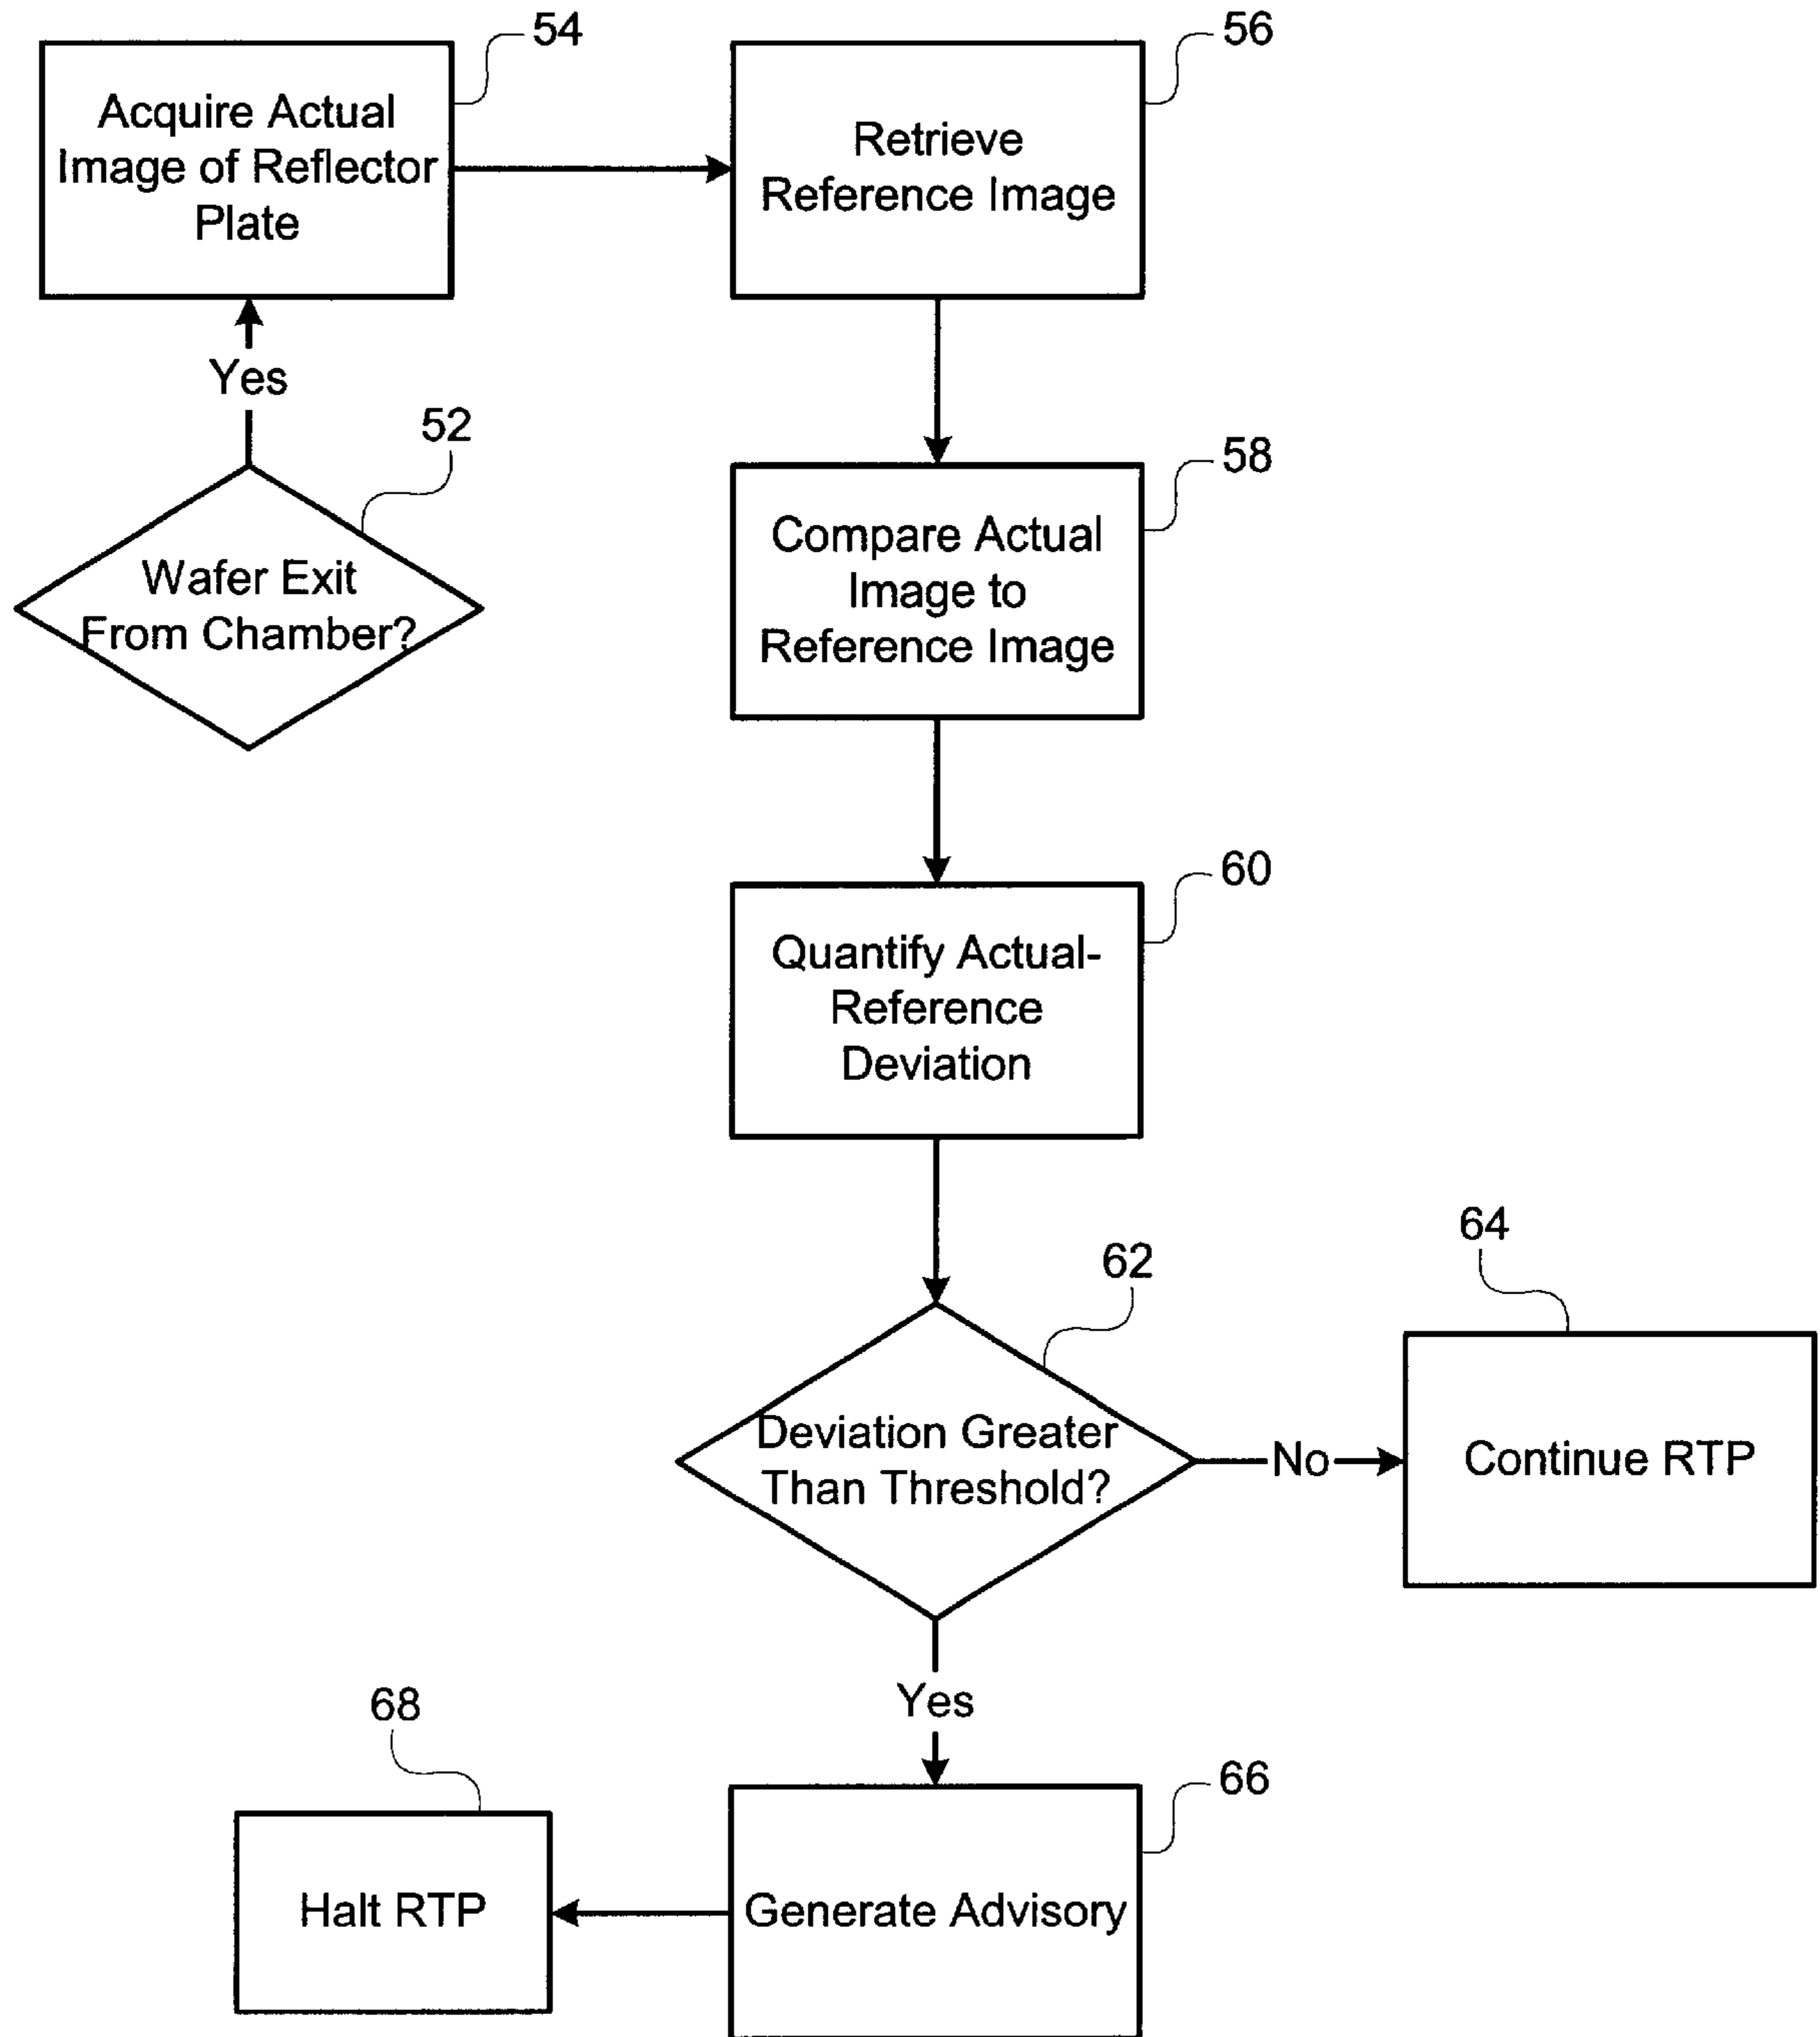 54
Acquire Actual
Image of Reflector
Plate
56
Retrieve
Reference Image
Yes
52
Wafer Exit
From Chamber?
58
Compare Actual
Image to
Reference Image
60
Quantify Actual-
Reference
Deviation
62
Deviation Greater
Than Threshold?
No
64
Continue RTP
Yes
66
Generate Advisory
68
Halt RTP